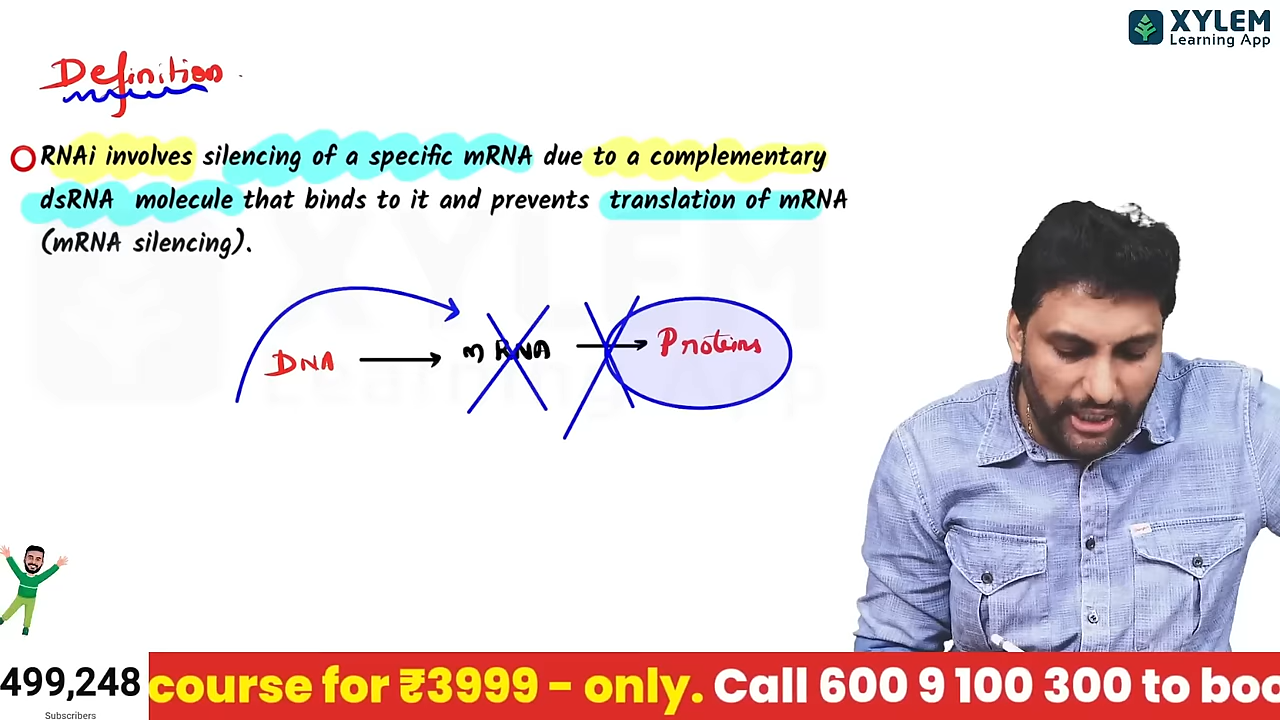 XYLEM
Learning App
Definition
RNAi involves silencing of a specific mRNA due to a complementary
dsRNA molecule that binds to it and prevents translation of mRNA
(mRNA silencing).
DNA → mRNA → Proteins
499,248
Subscribers
course for ₹3999 - only. Call 600 9 100 300 to boo